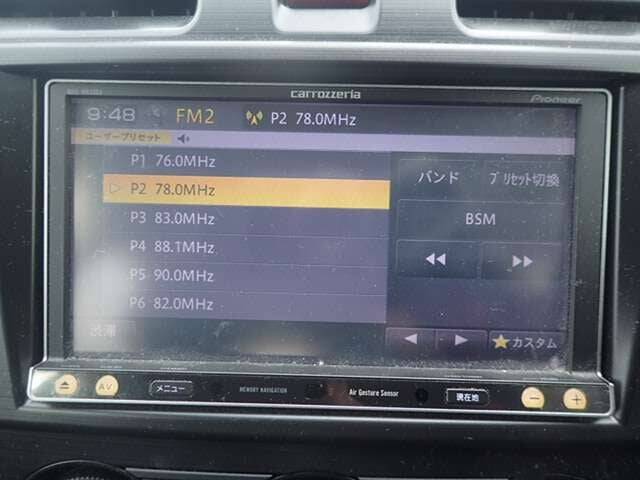 carrozzeria
Pioneer
9:48 FM2 P2 78.0MHz
ユーザープリセット
P1 76.0MHz
P2 78.0MHz
P3 83.0MHz
P4 88.1MHz
P5 90.0MHz
P6 82.0MHz
バンド
プリセット切換
BSM
渋滞
カスタム
AV
メニュー
MEMORY NAVIGATION
Air Gesture Sensor
現在地